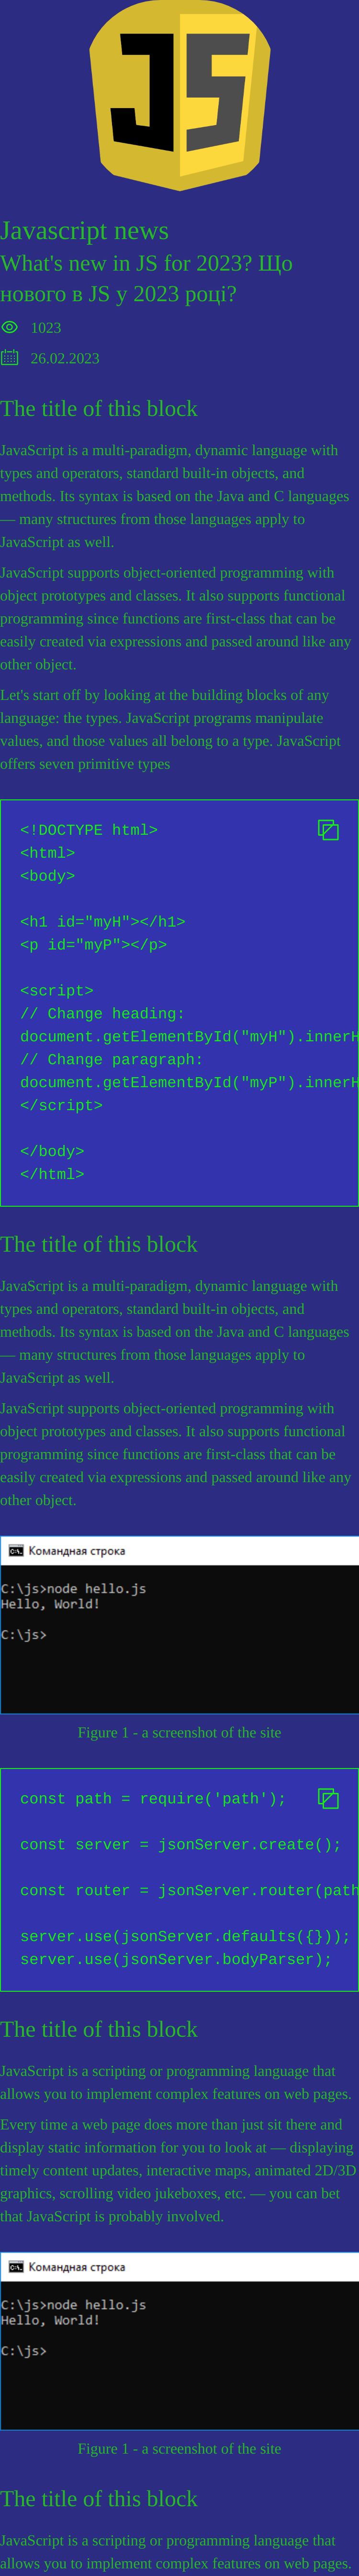 JS
Javascript news
What's new in JS for 2023? Що
нового в JS у 2023 році?
1023
26.02.2023
The title of this block
JavaScript is a multi-paradigm, dynamic language with
types and operators, standard built-in objects, and
methods. Its syntax is based on the Java and C languages
— many structures from those languages apply to
JavaScript as well.
JavaScript supports object-oriented programming with
object prototypes and classes. It also supports functional
programming since functions are first-class that can be
easily created via expressions and passed around like any
other object.
Let's start off by looking at the building blocks of any
language: the types. JavaScript programs manipulate
values, and those values all belong to a type. JavaScript
offers seven primitive types
<!DOCTYPE html>
<html>
<body>
<h1 id="myH"></h1>
<p id="myP"></p>
<script>
// Change heading:
document.getElementById("myH").innerH
// Change paragraph:
document.getElementById("myP").innerH
</script>
</body>
</html>
The title of this block
JavaScript is a multi-paradigm, dynamic language with
types and operators, standard built-in objects, and
methods. Its syntax is based on the Java and C languages
— many structures from those languages apply to
JavaScript as well.
JavaScript supports object-oriented programming with
object prototypes and classes. It also supports functional
programming since functions are first-class that can be
easily created via expressions and passed around like any
other object.
Командная строка
C:\js>node hello.js
Hello, World!
C:\js>
Figure 1 - a screenshot of the site
const path = require('path');
const server = jsonServer.create();
const router = jsonServer.router(path
server.use(jsonServer.defaults({}));
server.use(jsonServer.bodyParser);
The title of this block
JavaScript is a scripting or programming language that
allows you to implement complex features on web pages.
Every time a web page does more than just sit there and
display static information for you to look at — displaying
timely content updates, interactive maps, animated 2D/3D
graphics, scrolling video jukeboxes, etc. — you can bet
that JavaScript is probably involved.
Командная строка
C:\js>node hello.js
Hello, World!
C:\js>
Figure 1 - a screenshot of the site
The title of this block
JavaScript is a scripting or programming language that
allows you to implement complex features on web pages.